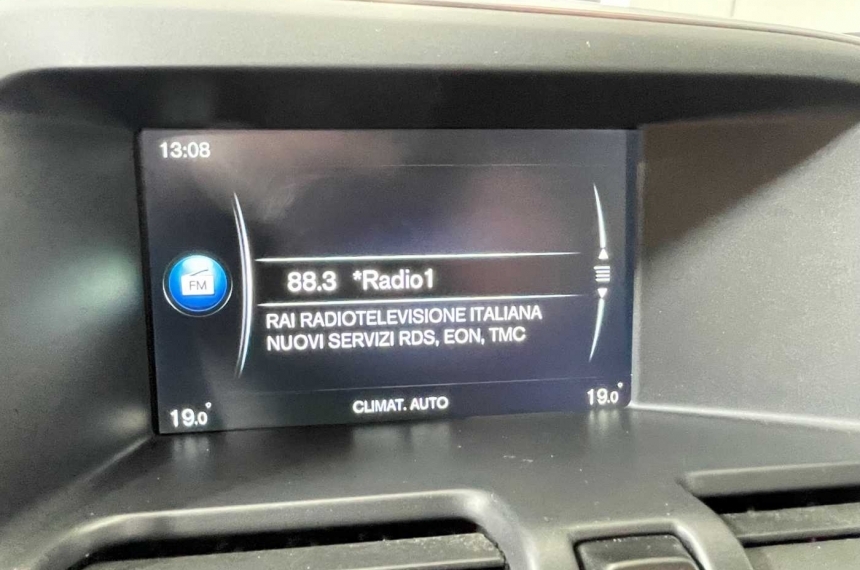 13:08
FM
88.3 *Radio1
RAI RADIOTELEVISIONE ITALIANA
NUOVI SERVIZI RDS, EON, TMC
19.0° CLIMAT. AUTO 19.0°